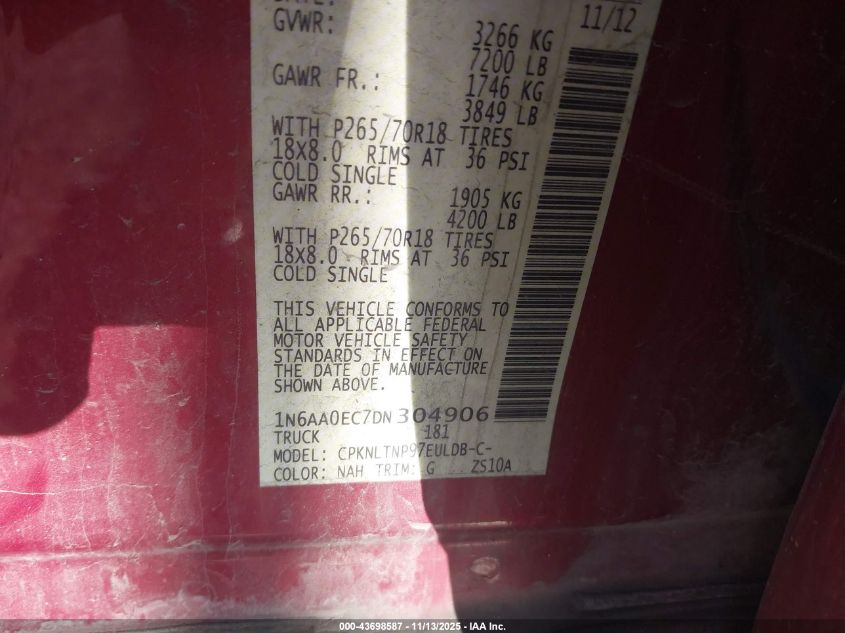 GVWR:
11/12
3266 KG
7200 LB
GAWR FR.:
1746 KG
3849 LB
WITH P265/70R18 TIRES
18X8.0 RIMS AT 36 PSI
COLD SINGLE
GAWR RR.:
1905 KG
4200 LB
WITH P265/70R18 TIRES
18X8.0 RIMS AT 36 PSI
COLD SINGLE
THIS VEHICLE CONFORMS TO
ALL APPLICABLE FEDERAL
MOTOR VEHICLE SAFETY
STANDARDS IN EFFECT ON
THE DATE OF MANUFACTURE
SHOWN ABOVE.
1N6AA0EC7DN304906
TRUCK 181
MODEL: CPKNLTNP97EULDB-C-
COLOR: NAH TRIM: G ZS10A
000-43698587 - 11/13/2025 - IAA Inc.